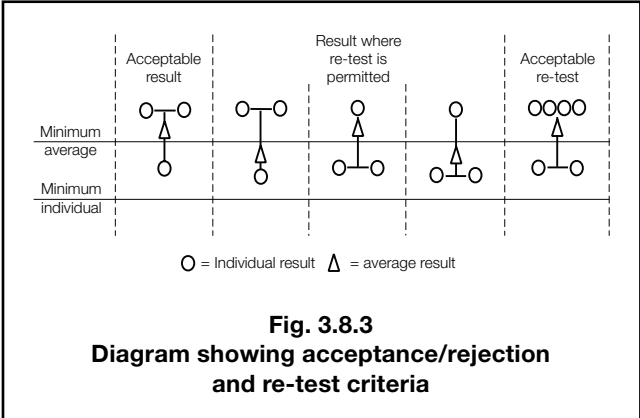 Acceptable
result
Result where
re-test is
permitted
Acceptable
re-test
Minimum
average
Minimum
individual
= Individual result = average result
Fig. 3.8.3
Diagram showing acceptance/rejection
and re-test criteria